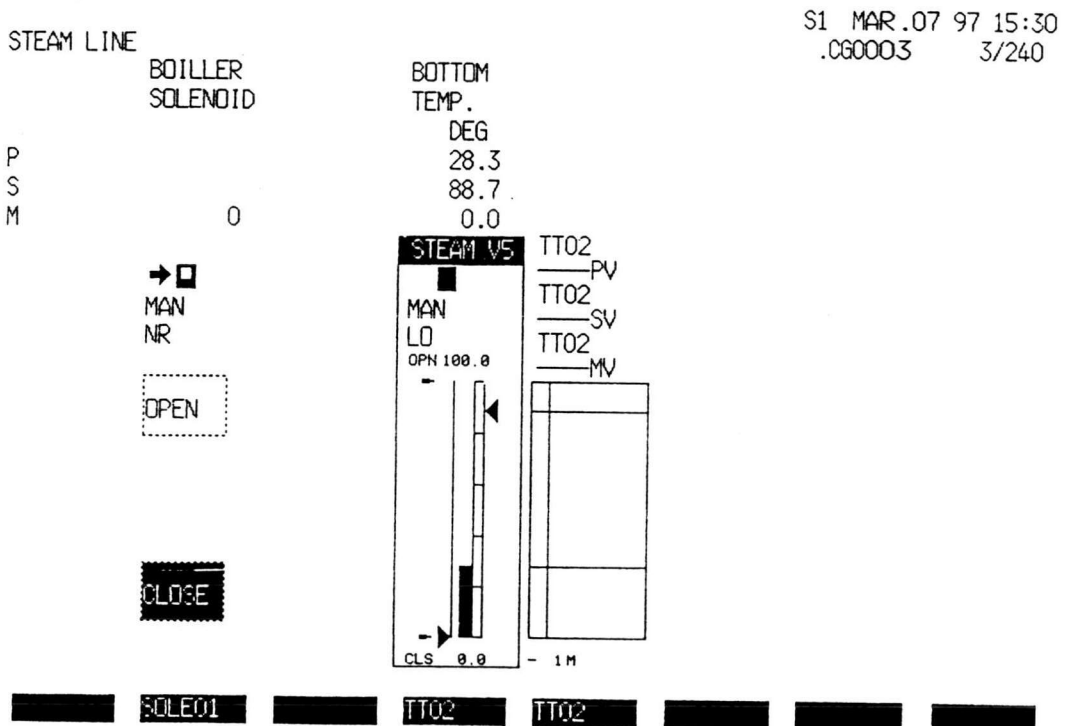 STEAM LINE
S1 MAR.07 97 15:30
.CG0003 3/240
BOILLER
SOLENOID
BOTTOM
TEMP.
DEG
P 28.3
S 88.7
M 0 0.0
STEAM V5
TT02
PV
TT02
SV
TT02
MV
MAN
NR
MAN
LO
OPN 100.0
OPEN
CLOSE
CLS 0.0
- 1M
SOLE01
TT02
TT02